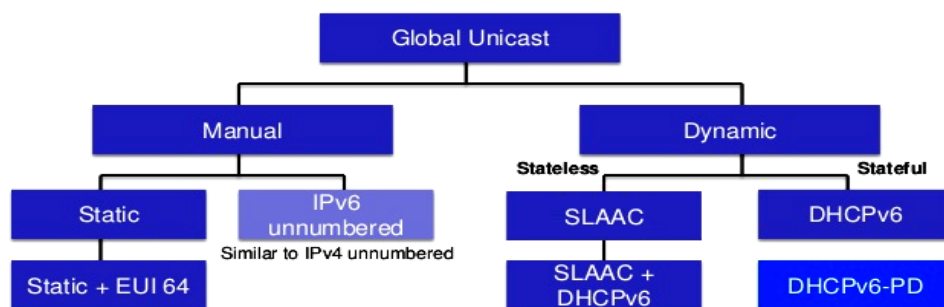 Global Unicast
Manual
Dynamic
Stateless
Stateful
Static
IPv6
unnumbered
SLAAC
DHCPv6
Similar to IPv4 unnumbered
Static + EUI 64
SLAAC +
DHCPv6
DHCPv6-PD